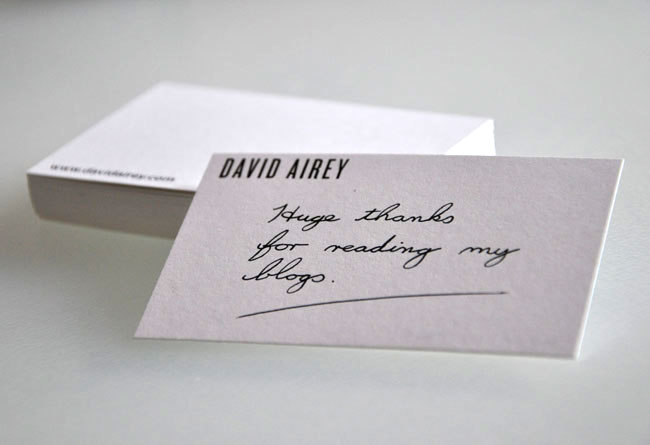 www.davidairey.com
DAVID AIREY
Huge thanks
for reading my
blogs.